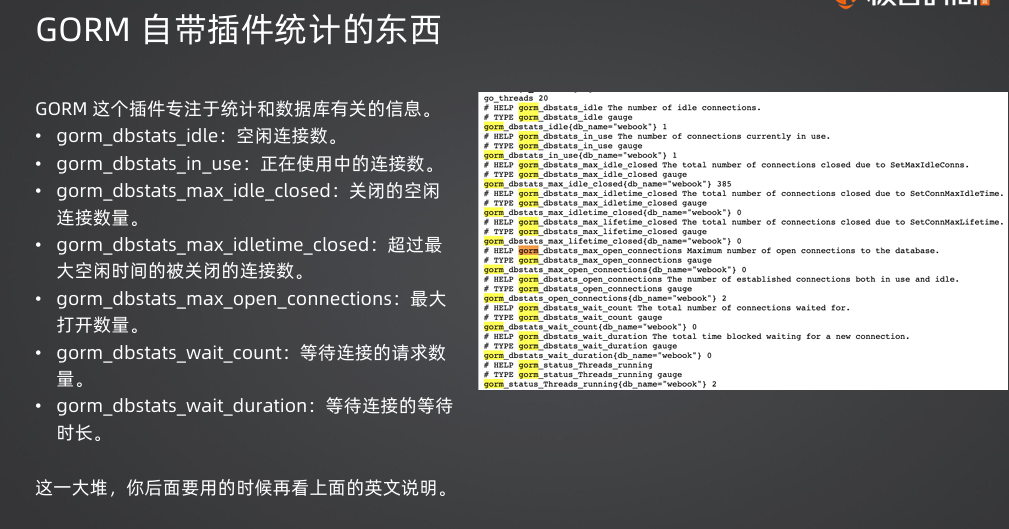 GORM 自带插件统计的东西
GORM 这个插件专注于统计和数据库有关的信息。
• gorm_dbstats_idle：空闲连接数。
• gorm_dbstats_in_use：正在使用中的连接数。
• gorm_dbstats_max_idle_closed：关闭的空闲
连接数量。
• gorm_dbstats_max_idletime_closed：超过最
大空闲时间的被关闭的连接数。
• gorm_dbstats_max_open_connections：最大
打开数量。
• gorm_dbstats_wait_count：等待连接的请求数
量。
• gorm_dbstats_wait_duration：等待连接的等待
时长。
这一大堆，你后面要用的时候再看上面的英文说明。
go_threads 20
# HELP gorm_dbstats_idle The number of idle connections.
# TYPE gorm_dbstats_idle gauge
gorm_dbstats_idle{db_name="webook"} 1
# HELP gorm_dbstats_in_use The number of connections currently in use.
# TYPE gorm_dbstats_in_use gauge
gorm_dbstats_in_use{db_name="webook"} 1
# HELP gorm_dbstats_max_idle_closed The total number of connections closed due to SetMaxIdleConns.
# TYPE gorm_dbstats_max_idle_closed gauge
gorm_dbstats_max_idle_closed{db_name="webook"} 385
# HELP gorm_dbstats_max_idletime_closed The total number of connections closed due to SetConnMaxIdleTime.
# TYPE gorm_dbstats_max_idletime_closed gauge
gorm_dbstats_max_idletime_closed{db_name="webook"} 0
# HELP gorm_dbstats_max_lifetime_closed The total number of connections closed due to SetConnMaxLifetime.
# TYPE gorm_dbstats_max_lifetime_closed gauge
gorm_dbstats_max_lifetime_closed{db_name="webook"} 0
# HELP gorm_dbstats_max_open_connections Maximum number of open connections to the database.
# TYPE gorm_dbstats_max_open_connections gauge
gorm_dbstats_max_open_connections{db_name="webook"} 0
# HELP gorm_dbstats_open_connections The number of established connections both in use and idle.
# TYPE gorm_dbstats_open_connections gauge
gorm_dbstats_open_connections{db_name="webook"} 2
# HELP gorm_dbstats_wait_count The total number of connections waited for.
# TYPE gorm_dbstats_wait_count gauge
gorm_dbstats_wait_count{db_name="webook"} 0
# HELP gorm_dbstats_wait_duration The total time blocked waiting for a new connection.
# TYPE gorm_dbstats_wait_duration gauge
gorm_dbstats_wait_duration{db_name="webook"} 0
# HELP gorm_status_Threads_running
# TYPE gorm_status_Threads_running gauge
gorm_status_Threads_running{db_name="webook"} 2